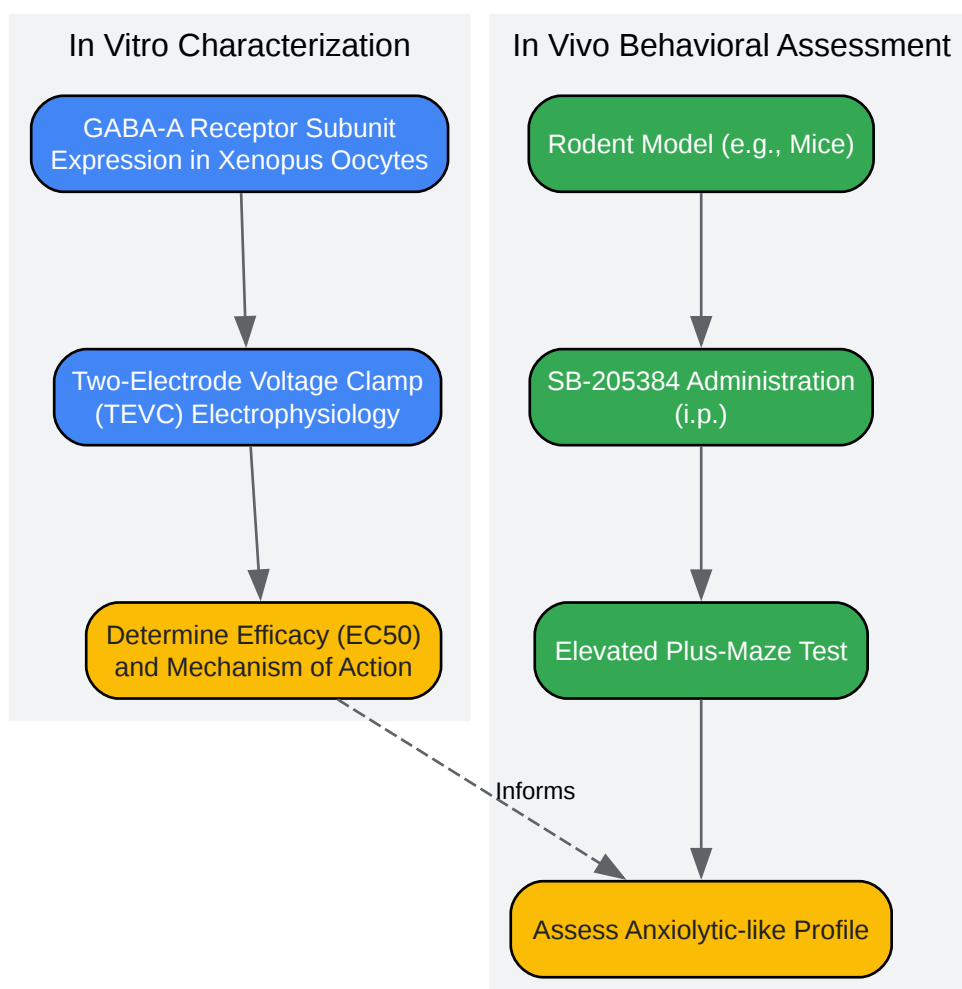 In Vitro Characterization
GABA-A Receptor Subunit
Expression in Xenopus Oocytes
Two-Electrode Voltage Clamp
(TEVC) Electrophysiology
Determine Efficacy (EC50)
and Mechanism of Action
In Vivo Behavioral Assessment
Rodent Model (e.g., Mice)
SB-205384 Administration
(i.p.)
Elevated Plus-Maze Test
Informs
Assess Anxiolytic-like Profile